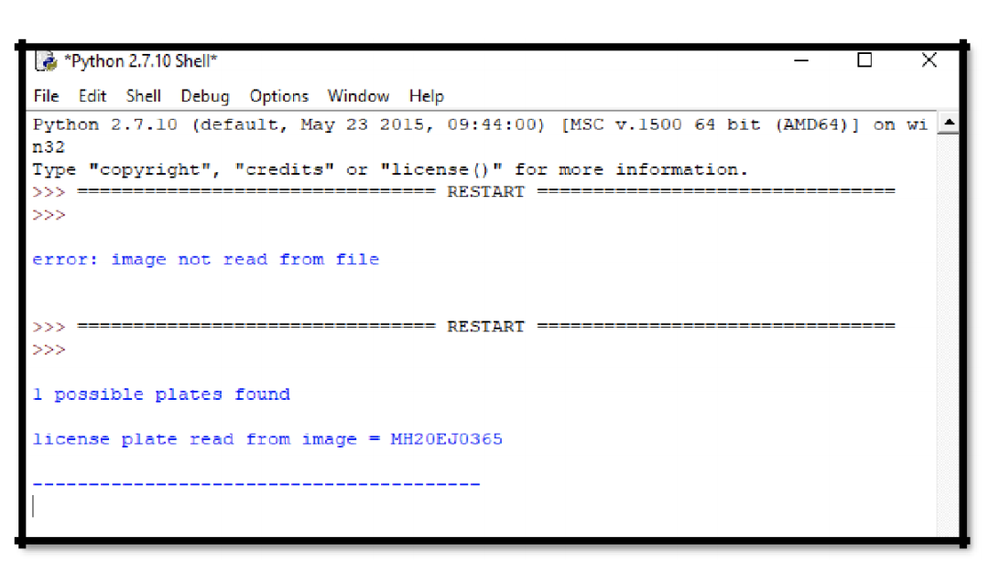 *Python 2.7.10 Shell*
File Edit Shell Debug Options Window Help
Python 2.7.10 (default, May 23 2015, 09:44:00) [MSC v.1500 64 bit (AMD64)] on wi
n32
Type "copyright", "credits" or "license()" for more information.
>>> ================================ RESTART ================================
>>>
error: image not read from file
>>> ================================ RESTART ================================
>>>
1 possible plates found
license plate read from image = MH20EJ0365
----------------------------------------